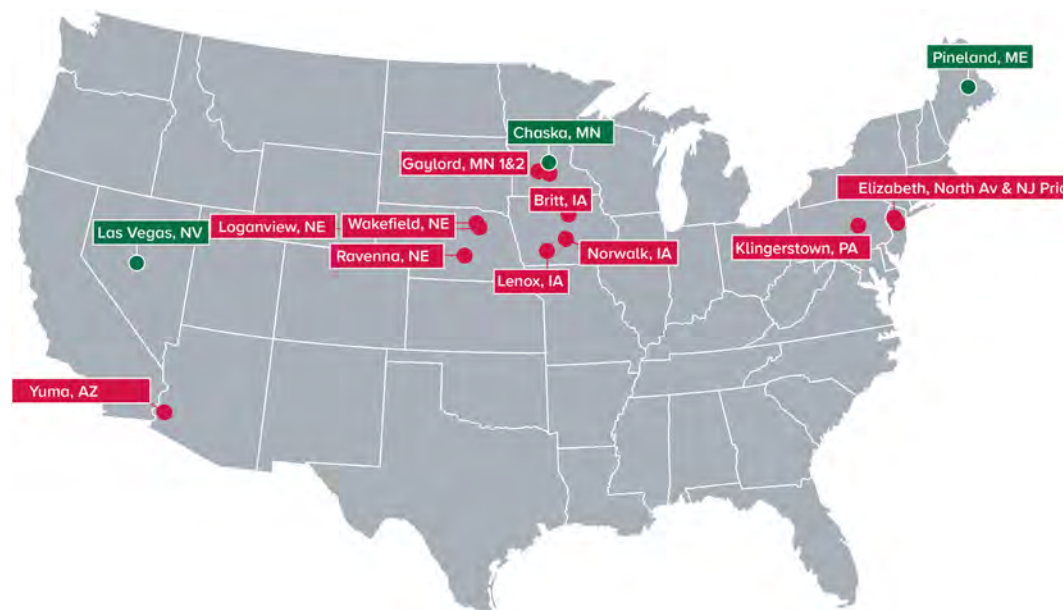 Pineland, ME
Chaska, MN
Gaylord, MN 1&2
Elizabeth, North Av & NJ Pri
Britt, IA
Loganview, NE
Wakefield, NE
Las Vegas, NV
Klingerstown, PA
Ravenna, NE
Norwalk, IA
Lenox, IA
Yuma, AZ